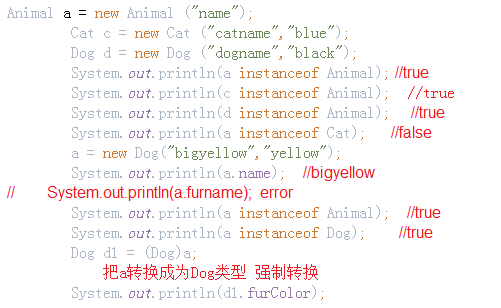 Animal a = new Animal ("name");
Cat c = new Cat ("catname","blue");
Dog d = new Dog ("dogname","black");
System.out.println(a instanceof Animal); //true
System.out.println(c instanceof Animal); //true
System.out.println(d instanceof Animal); //true
System.out.println(a instanceof Cat); //false
a = new Dog("bigyellow","yellow");
System.out.println(a.name); //bigyellow
// System.out.println(a.furname); error
System.out.println(a instanceof Animal); //true
System.out.println(a instanceof Dog); //true
Dog d1 = (Dog)a;
把a转换成为Dog类型 强制转换
System.out.println(d1.furColor);